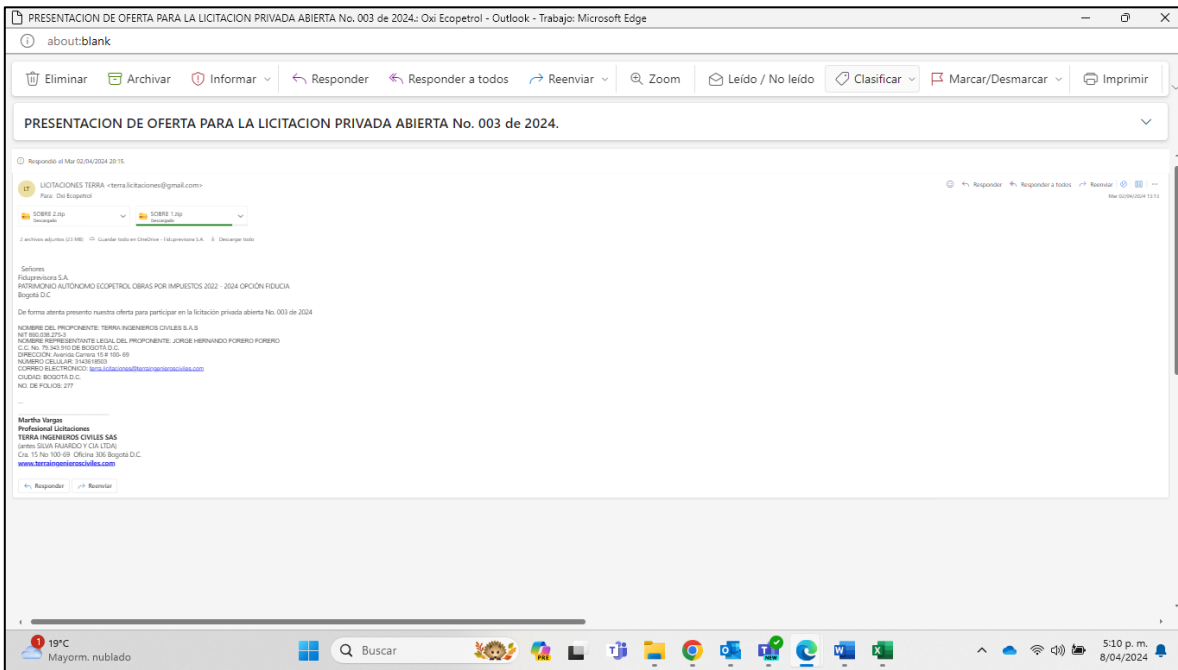 PRESENTACION DE OFERTA PARA LA LICITACION PRIVADA ABIERTA No. 003 de 2024.: Oxi Ecopetrol - Outlook - Trabajo: Microsoft Edge
about:blank
Eliminar Archivar Informar Responder Responder a todos Reenviar Zoom Leído / No leído Clasificar Marcar/Desmarcar Imprimir
PRESENTACION DE OFERTA PARA LA LICITACION PRIVADA ABIERTA No. 003 de 2024.
Respondió el Mar 02/04/2024 20:15.
LT
LICITACIONES TERRA <terra.licitaciones@gmail.com>
Para: Oxi Ecopetrol
Responder Responder a todos Reenviar
Mar 02/04/2024 13:13
SOBRE 2.zip
Descargado
SOBRE 1.zip
Descargado
2 archivos adjuntos (23 MB) Guardar todo en OneDrive - Fiduprevisora S.A. Descargar todo
Señores
Fiduprevisora S.A.
PATRIMONIO AUTÓNOMO ECOPETROL OBRAS POR IMPUESTOS 2022 - 2024 OPCIÓN FIDUCIA
Bogotá D.C
De forma atenta presento nuestra oferta para participar en la licitación privada abierta No. 003 de 2024
NOMBRE DEL PROPONENTE: TERRA INGENIEROS CIVILES S.A.S
NIT 890.038.275-3
NOMBRE REPRESENTANTE LEGAL DEL PROPONENTE: JORGE HERNANDO FORERO FORERO
C.C. No. 79.343.910 DE BOGOTÁ D.C.
DIRECCIÓN: Avenida Carrera 15 # 100- 69
NÚMERO CELULAR: 3143618503
CORREO ELECTRÓNICO: terra.licitaciones@terraingenieroscivilies.com
CIUDAD: BOGOTÁ D.C.
NO. DE FOLIOS: 277
...
Martha Vargas
Profesional Licitaciones
TERRA INGENIEROS CIVILES SAS
(antes SILVA FAJARDO Y CIA LTDA)
Cra. 15 No 100-69 Oficina 306 Bogotá D.C.
www.terraingenieroscivilies.com
Responder Reenviar
1
19°C
Mayorm. nublado
Buscar
PRE
NEW
5:10 p. m.
8/04/2024